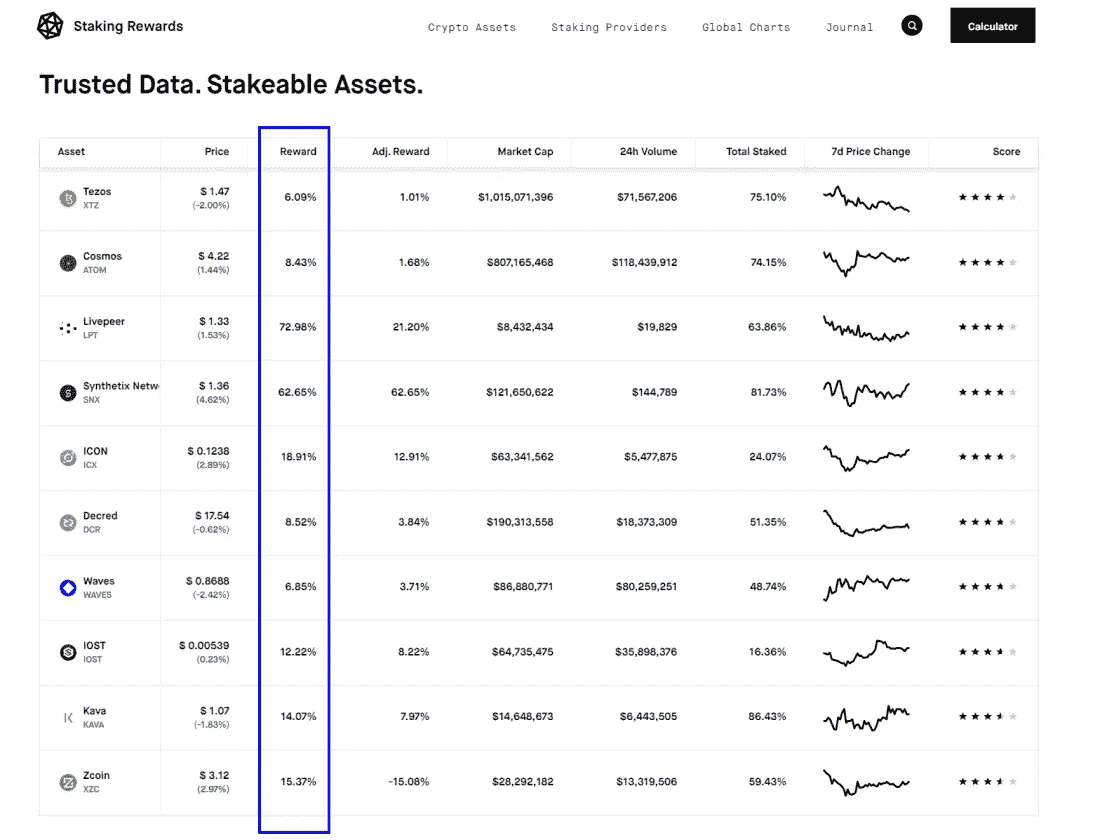 Staking Rewards Crypto Assets Staking Providers Global Charts Journal Calculator
Trusted Data. Stakeable Assets.
Asset Price Reward Adj. Reward Market Cap 24h Volume Total Staked 7d Price Change Score
Tezos $ 1.47 6.09% 1.01% $1,015,071,396 $71,567,206 75.10%
XTZ (-2.00%)
Cosmos $ 4.22 8.43% 1.68% $807,165,468 $118,439,912 74.15%
ATOM (1.44%)
Livepeer $ 1.33 72.98% 21.20% $8,432,434 $19,829 63.86%
LPT (1.53%)
Synthetix Netw $ 1.36 62.65% 62.65% $121,650,622 $144,789 81.73%
SNX (4.62%)
ICON $ 0.1238 18.91% 12.91% $63,341,562 $5,477,875 24.07%
ICX (2.89%)
Decred $ 17.54 8.52% 3.84% $190,313,558 $18,373,309 51.35%
DCR (-0.62%)
Waves $ 0.8688 6.85% 3.71% $86,880,771 $80,259,251 48.74%
WAVES (-2.42%)
IOST $ 0.00539 12.22% 8.22% $64,735,475 $35,898,376 16.36%
IOST (0.23%)
Kava $ 1.07 14.07% 7.97% $14,648,673 $6,443,505 86.43%
KAVA (-1.83%)
Zcoin $ 3.12 15.37% -15.08% $28,292,182 $13,319,506 59.43%
XZC (2.97%)